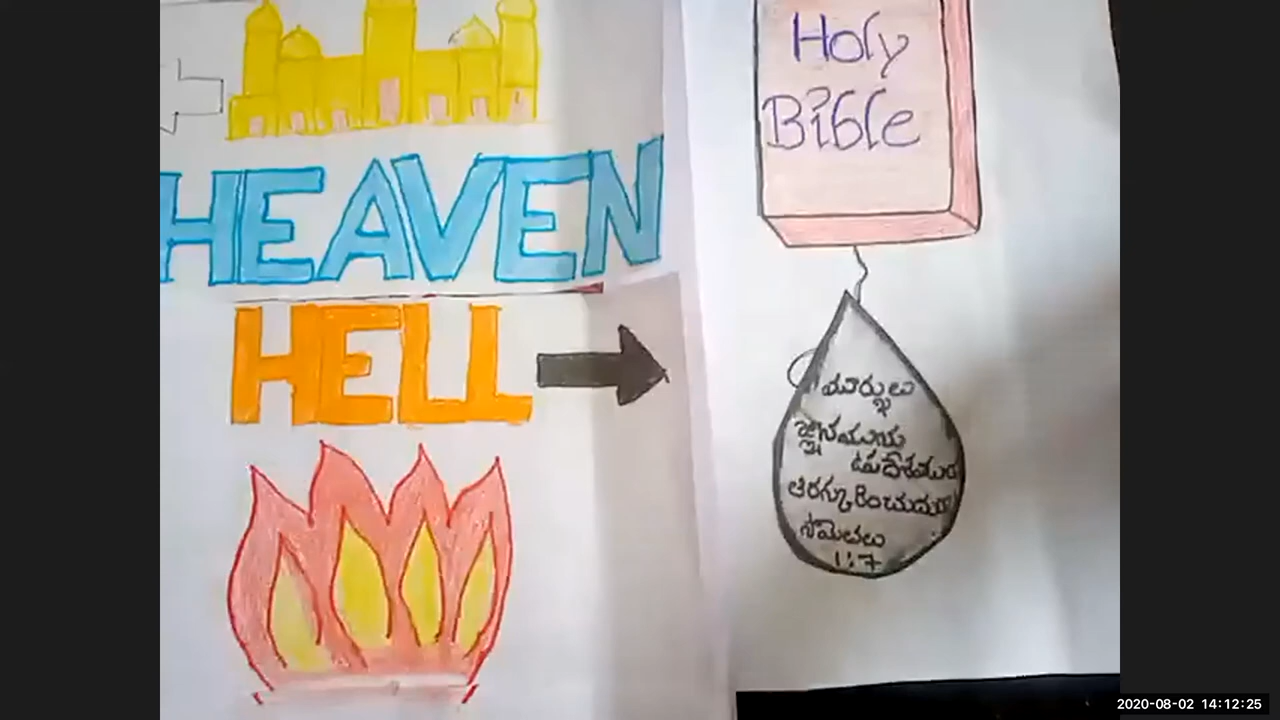 HEAVEN
HELL
Holy
Bible
మూర్ఖులు
జ్ఞానమును
ఉపదేశమును
తిరస్కరించుదురు
సామెతలు
1:7
2020-08-02 14:12:25